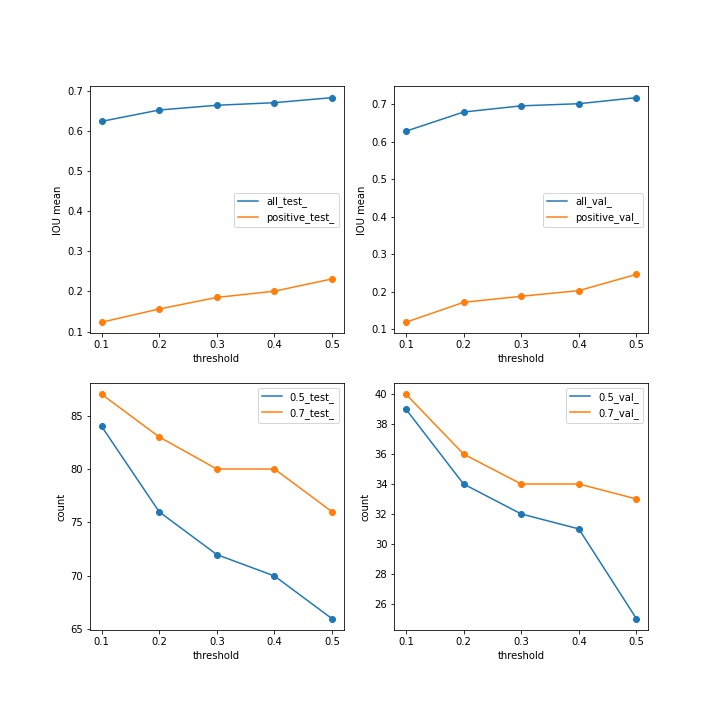 0.7
0.6
0.5
0.4
0.3
0.2
0.1
IOU mean
all_test_
positive_test_
0.1 0.2 0.3 0.4 0.5
threshold
0.7
0.6
0.5
0.4
0.3
0.2
0.1
IOU mean
all_val_
positive_val_
0.1 0.2 0.3 0.4 0.5
threshold
85
80
75
70
65
count
0.5_test_
0.7_test_
0.1 0.2 0.3 0.4 0.5
threshold
40
38
36
34
32
30
28
26
count
0.5_val_
0.7_val_
0.1 0.2 0.3 0.4 0.5
threshold